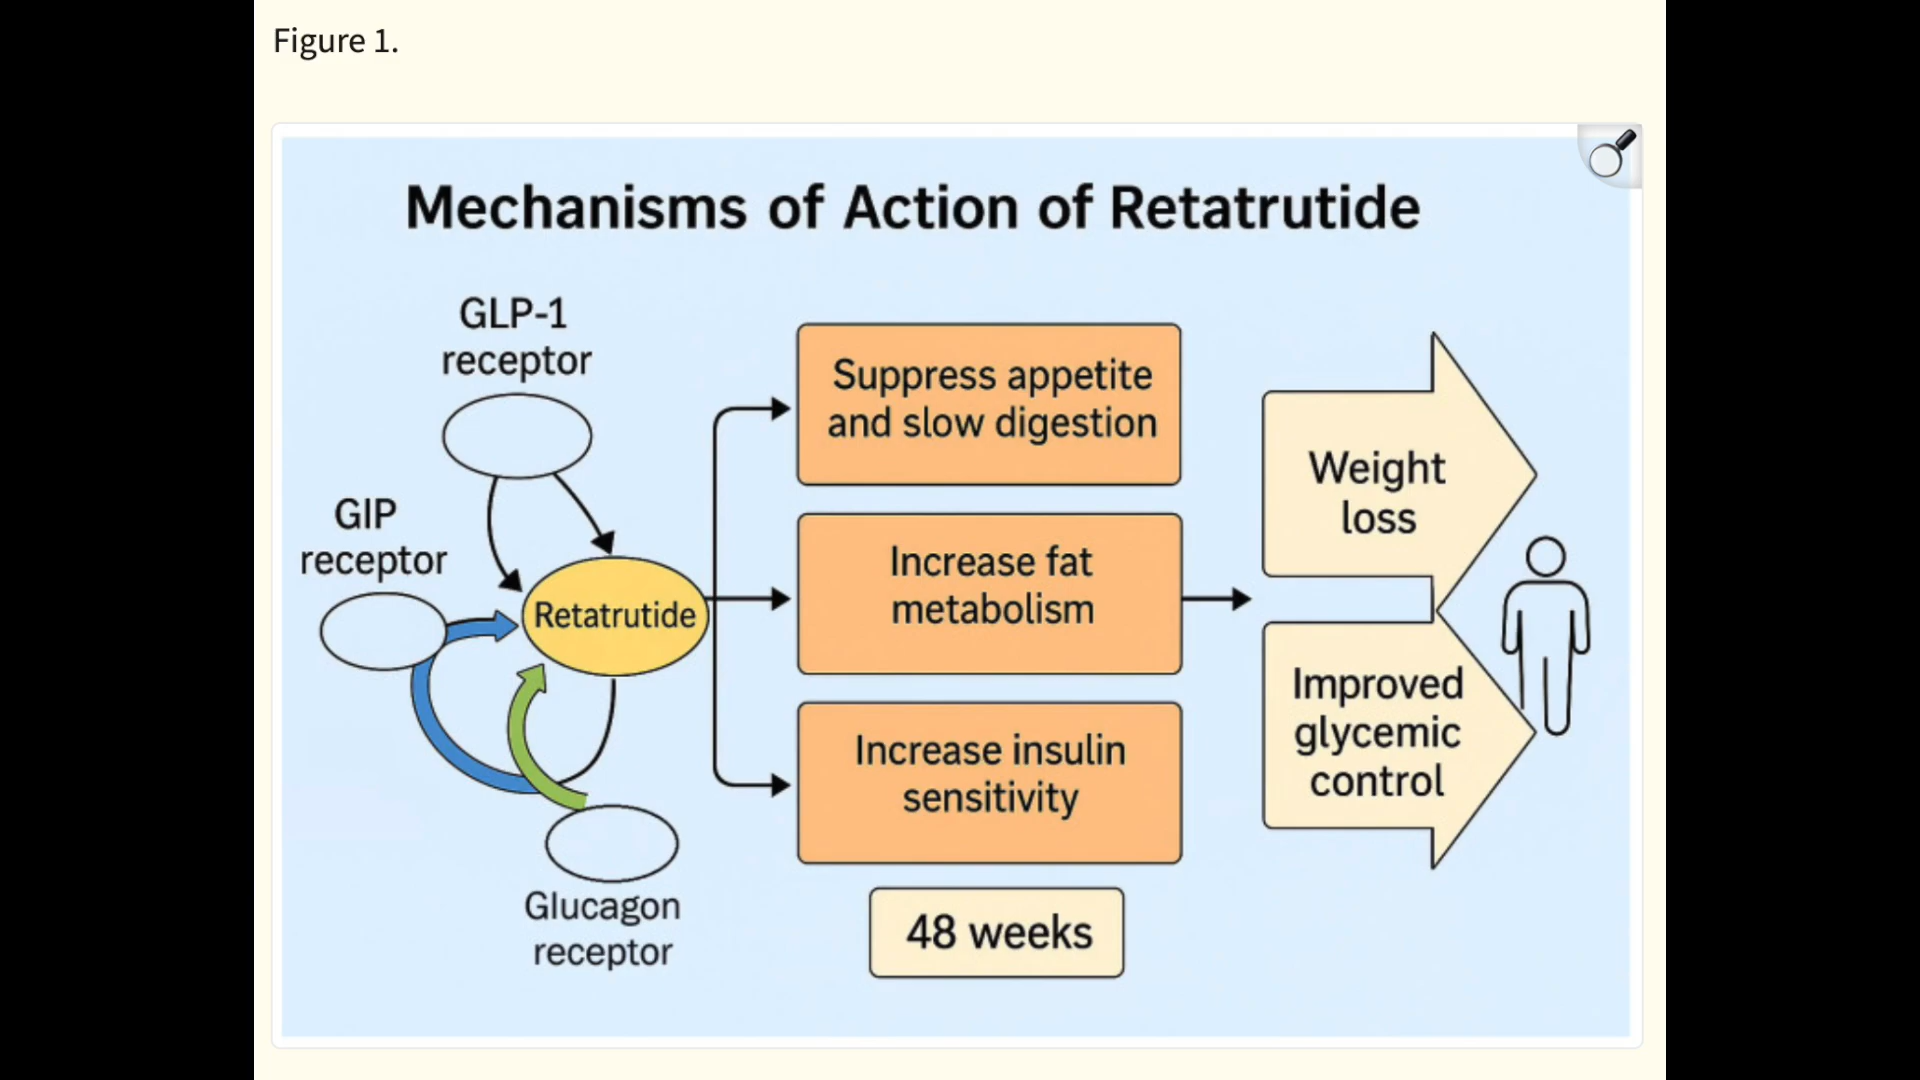 Figure 1.
Mechanisms of Action of Retatrutide
GLP-1
receptor
GIP
receptor
Retatrutide
Glucagon
receptor
Suppress appetite
and slow digestion
Increase fat
metabolism
Increase insulin
sensitivity
48 weeks
Weight
loss
Improved
glycemic
control